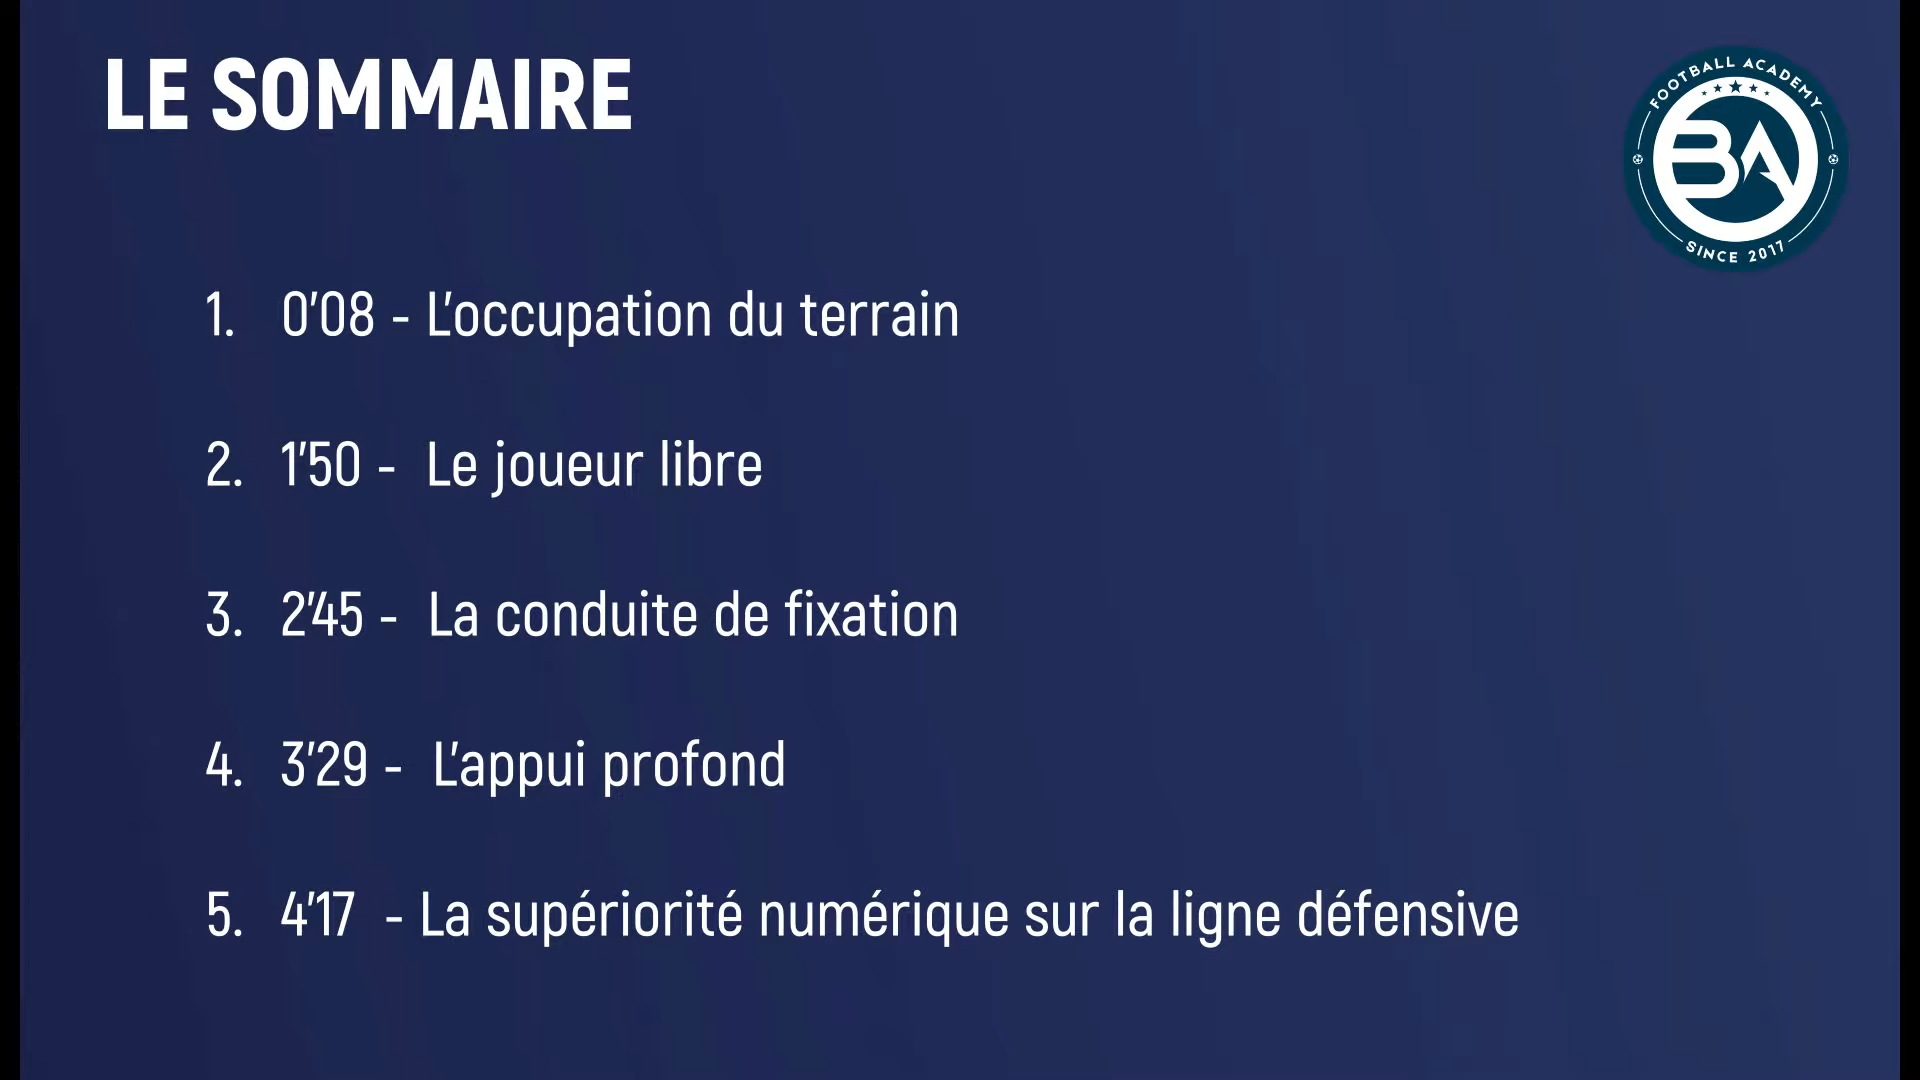 LE SOMMAIRE
FOOTBALL ACADEMY
BA
SINCE 2017
1. 0'08 - L'occupation du terrain
2. 1'50 - Le joueur libre
3. 2'45 - La conduite de fixation
4. 3'29 - L'appui profond
5. 4'17 - La supériorité numérique sur la ligne défensive